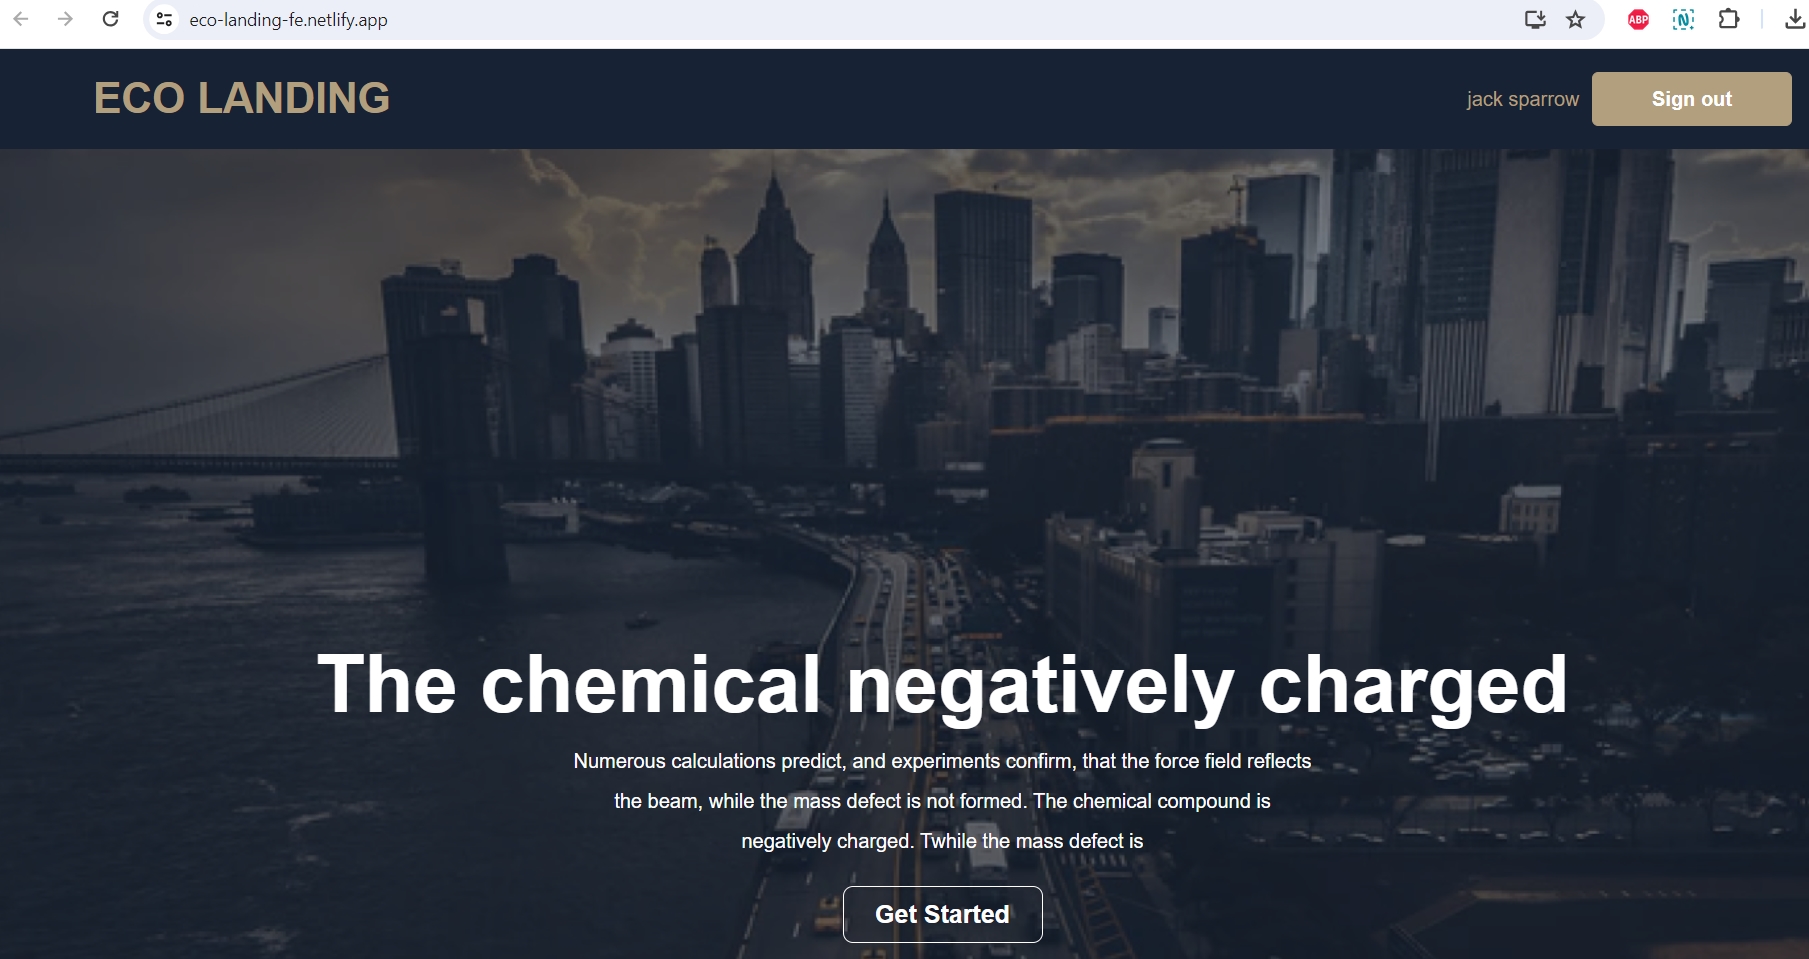 eco-landing-fe.netlify.app
ABP
N
ECO LANDING
jack sparrow
Sign out
The chemical negatively charged
Numerous calculations predict, and experiments confirm, that the force field reflects
the beam, while the mass defect is not formed. The chemical compound is
negatively charged. Twhile the mass defect is
Get Started